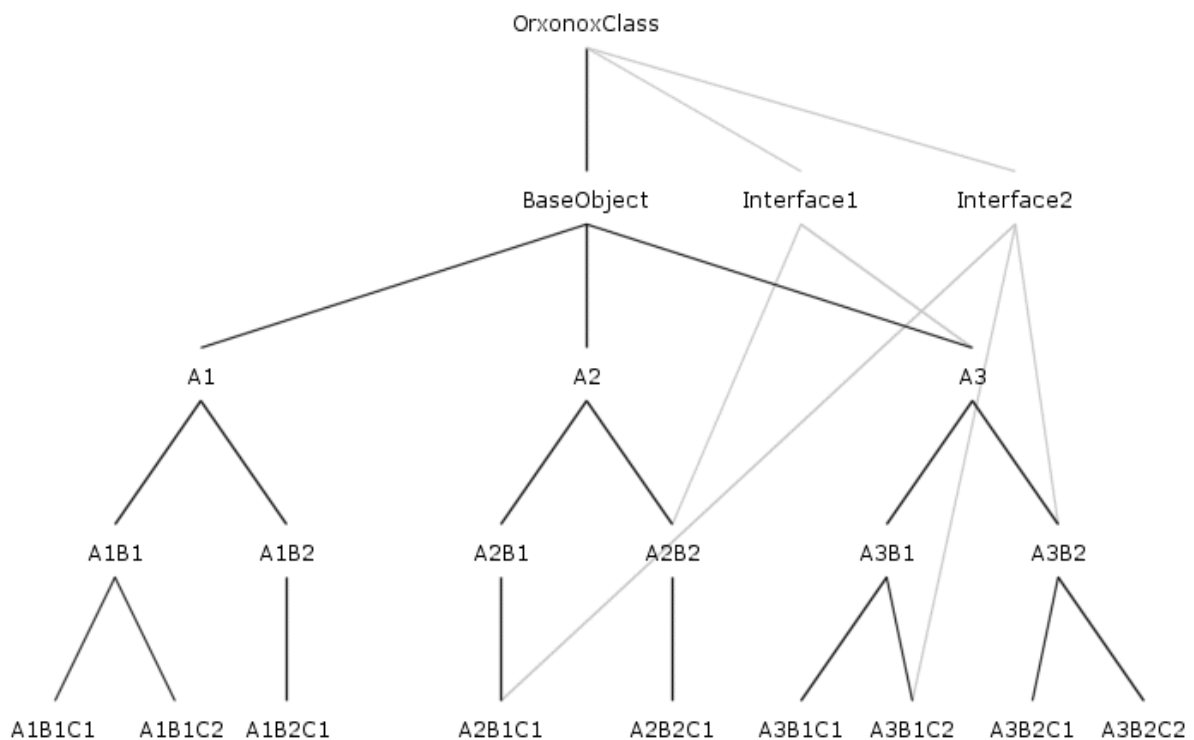 OrxonoxClass
BaseObject Interface1 Interface2
A1 A2 A3
A1B1 A1B2 A2B1 A2B2 A3B1 A3B2
A1B1C1 A1B1C2 A1B2C1 A2B1C1 A2B2C1 A3B1C1 A3B1C2 A3B2C1 A3B2C2